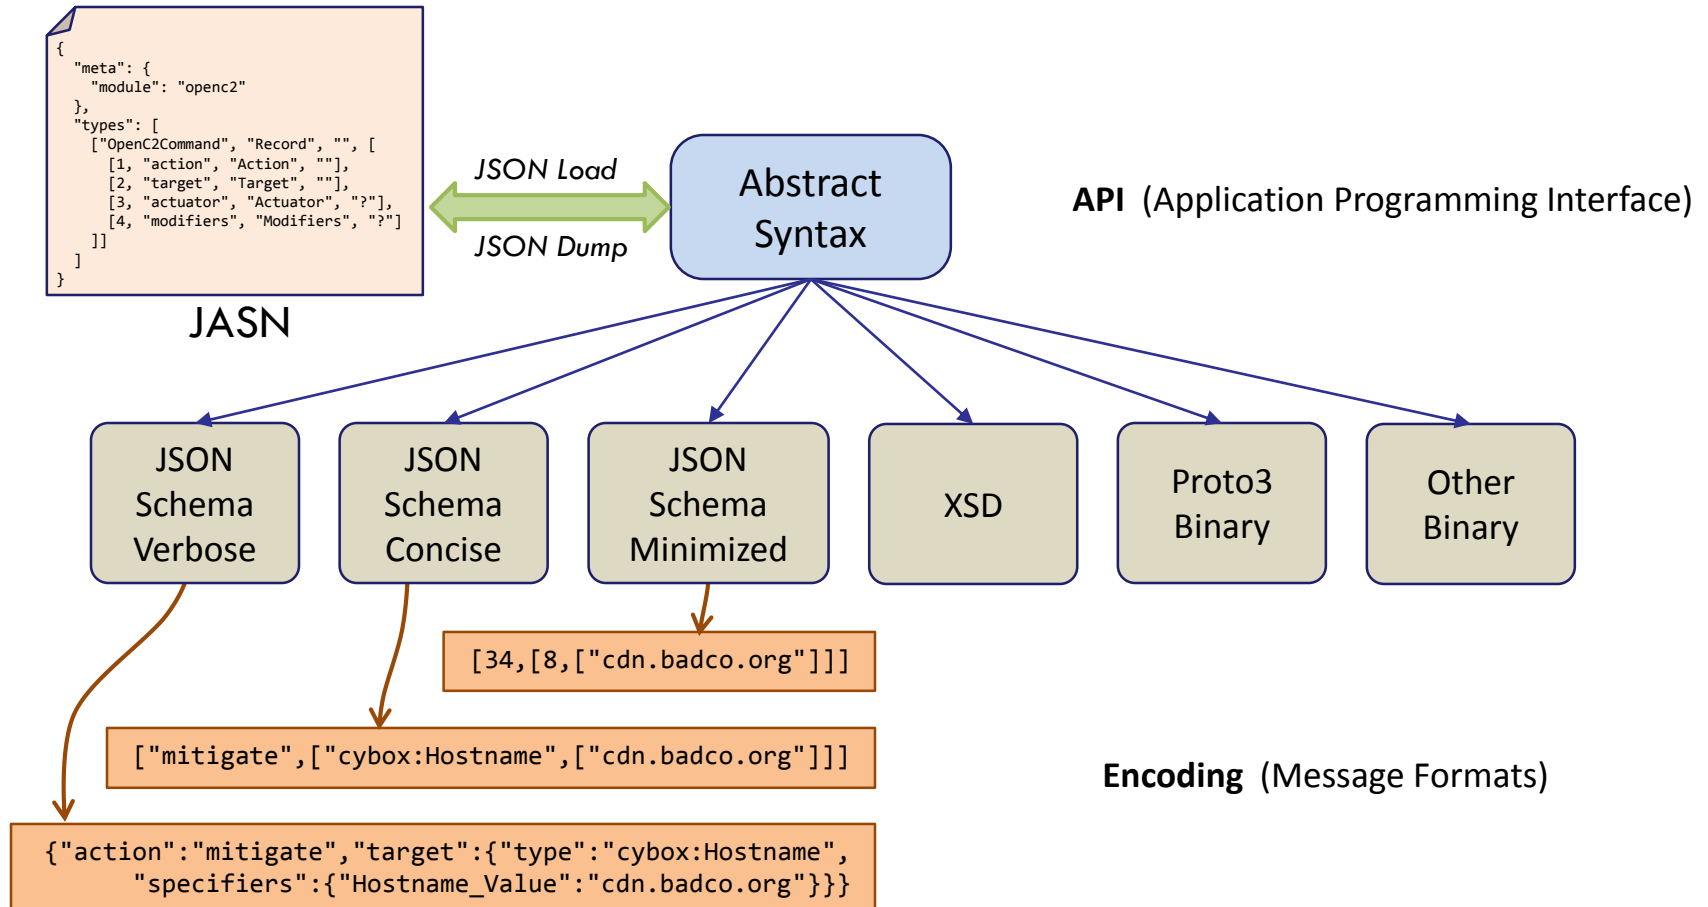 {
  "meta": {
    "module": "openc2"
  },
  "types": [
    ["OpenC2Command", "Record", "", [
      [1, "action", "Action", ""],
      [2, "target", "Target", ""],
      [3, "actuator", "Actuator", "?"],
      [4, "modifiers", "Modifiers", "?"]
    ]]
  ]
}
JASN
JSON Load
JSON Dump
Abstract
Syntax
API (Application Programming Interface)
JSON
Schema
Verbose
JSON
Schema
Concise
JSON
Schema
Minimized
XSD
Proto3
Binary
Other
Binary
[34,[8,["cdn.badco.org"]]]
["mitigate",["cybox:Hostname",["cdn.badco.org"]]]
Encoding (Message Formats)
{"action":"mitigate","target":{"type":"cybox:Hostname",
"specifiers":{"Hostname_Value":"cdn.badco.org"}}}